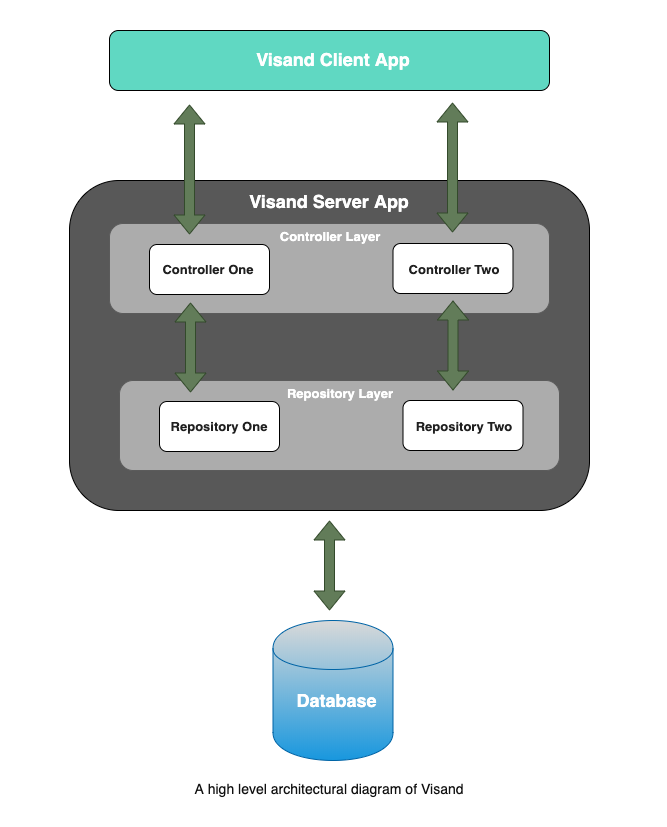 Visand Client App
Visand Server App
Controller Layer
Controller One
Controller Two
Repository Layer
Repository One
Repository Two
Database
A high level architectural diagram of Visand